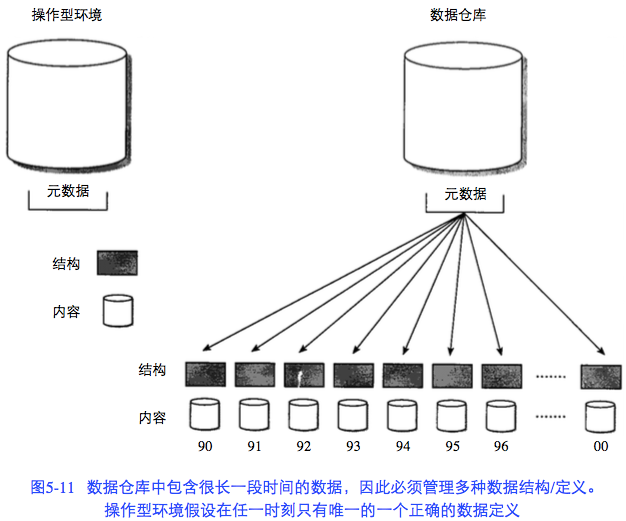 操作型环境
数据仓库
元数据
元数据
结构
内容
结构
······
内容
······
90 91 92 93 94 95 96 00
图5-11 数据仓库中包含很长一段时间的数据，因此必须管理多种数据结构/定义。
操作型环境假设在任一时刻只有唯一的一个正确的数据定义